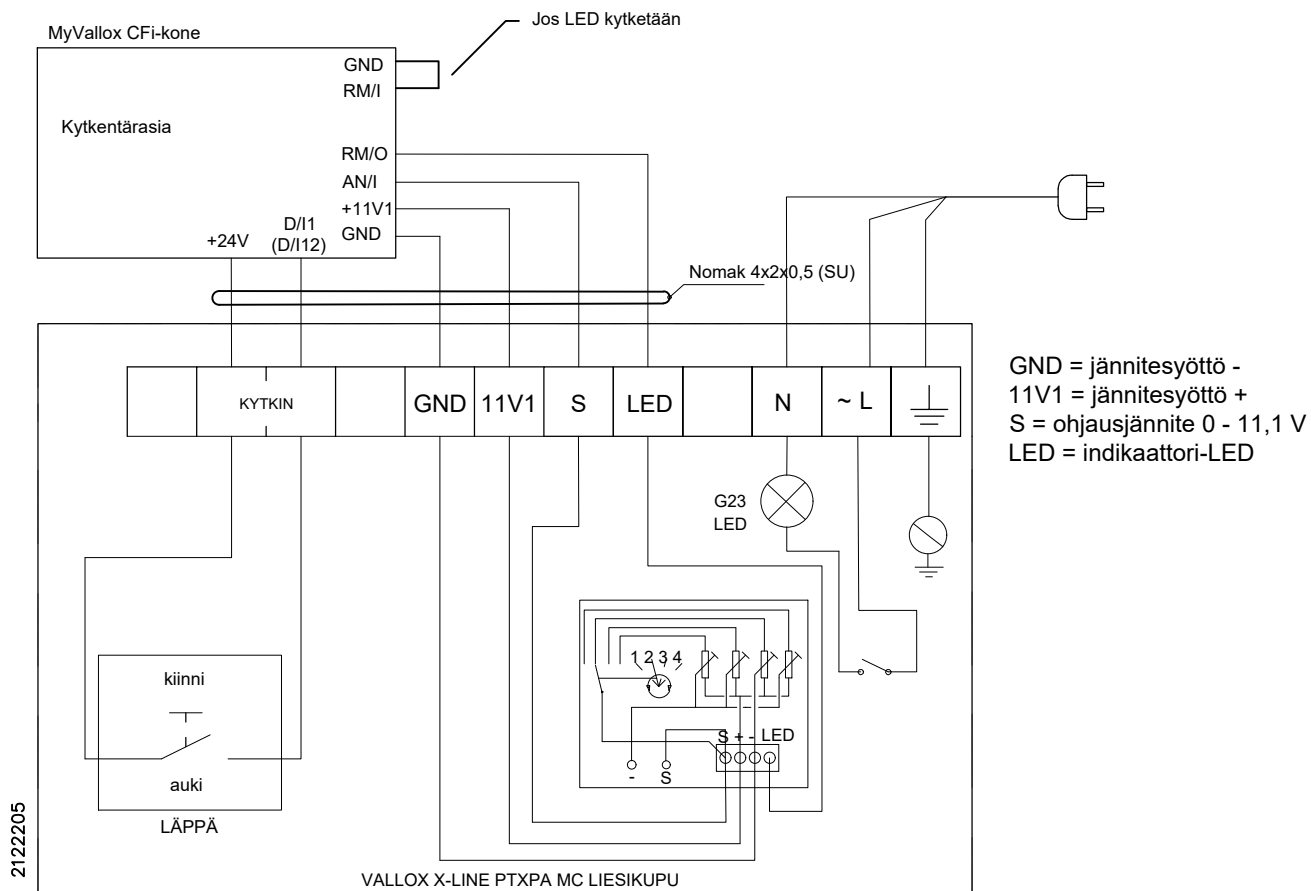 Jos LED kytketään
MyVallox CFi-kone
GND
RM/I
Kytkentärasia
RM/O
AN/I
+11V1
D/I1
GND
+24V
(D/I12)
Nomak 4x2x0,5 (SU)
KYTKIN
GND
11V1
S
LED
N
~ L
GND = jännitesyöttö -
11V1 = jännitesyöttö +
S = ohjausjännite 0 - 11,1 V
LED = indikaattori-LED
G23
LED
kiinni
auki
LÄPPÄ
1 2 3 4
S + - LED
- S
2122205
VALLOX X-LINE PTXPA MC LIESIKUPU